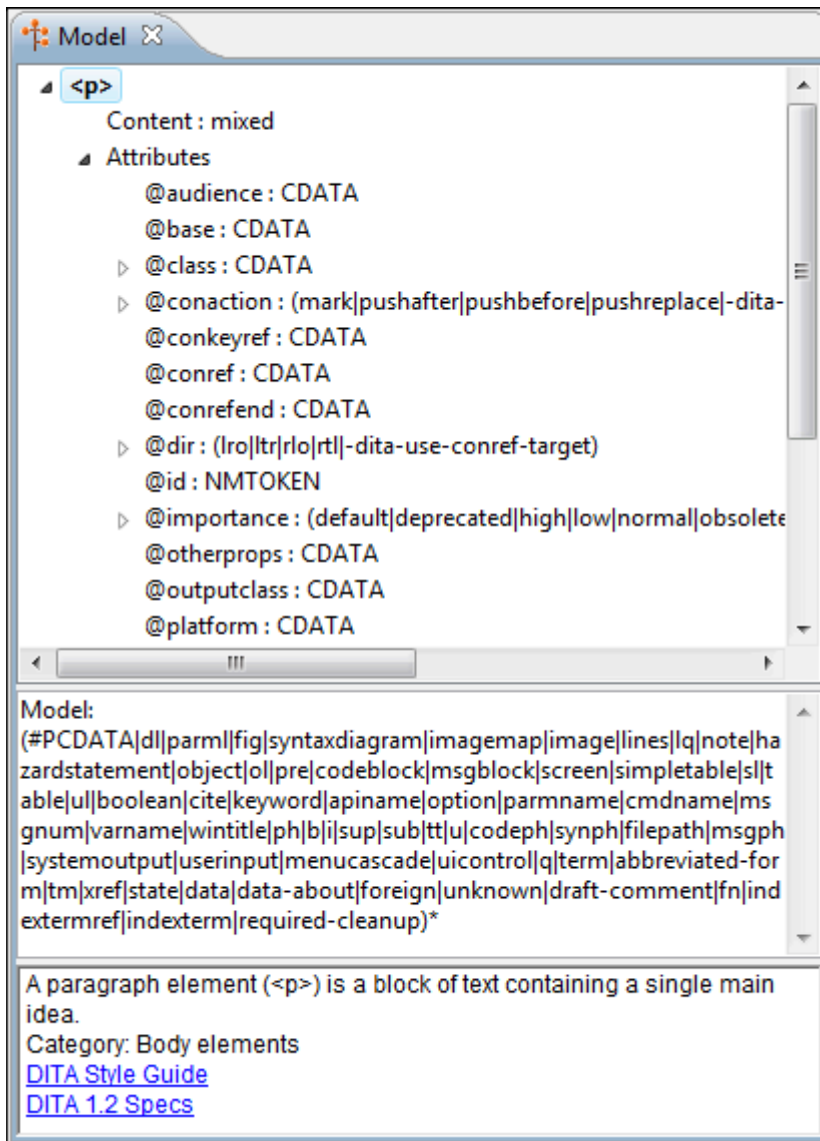 Model
<p>
Content : mixed
Attributes
@audience : CDATA
@base : CDATA
@class : CDATA
@conaction : (mark|pushafter|pushbefore|pushreplace|-dita-
@conkeyref : CDATA
@conref : CDATA
@conrefend : CDATA
@dir : (lro|ltr|rlo|rtl|-dita-use-conref-target)
@id : NMTOKEN
@importance : (default|deprecated|high|low|normal|obsolete
@otherprops : CDATA
@outputclass : CDATA
@platform : CDATA
Model:
(#PCDATA|dl|parml|fig|syntaxdiagram|imagemap|image|lines|lq|note|ha
zardstatement|object|ol|pre|codeblock|msgblock|screen|simpletable|sl|t
able|ul|boolean|cite|keyword|apiname|option|parmname|cmdname|ms
gnum|varname|wintitle|ph|b|i|sup|sub|tt|u|codeph|synph|filepath|msgph
|systemoutput|userinput|menucascade|uicontrol|q|term|abbreviated-for
m|tm|xref|state|data|data-about|foreign|unknown|draft-comment|fn|ind
extermref|indexterm|required-cleanup)*
A paragraph element (<p>) is a block of text containing a single main
idea.
Category: Body elements
DITA Style Guide
DITA 1.2 Specs